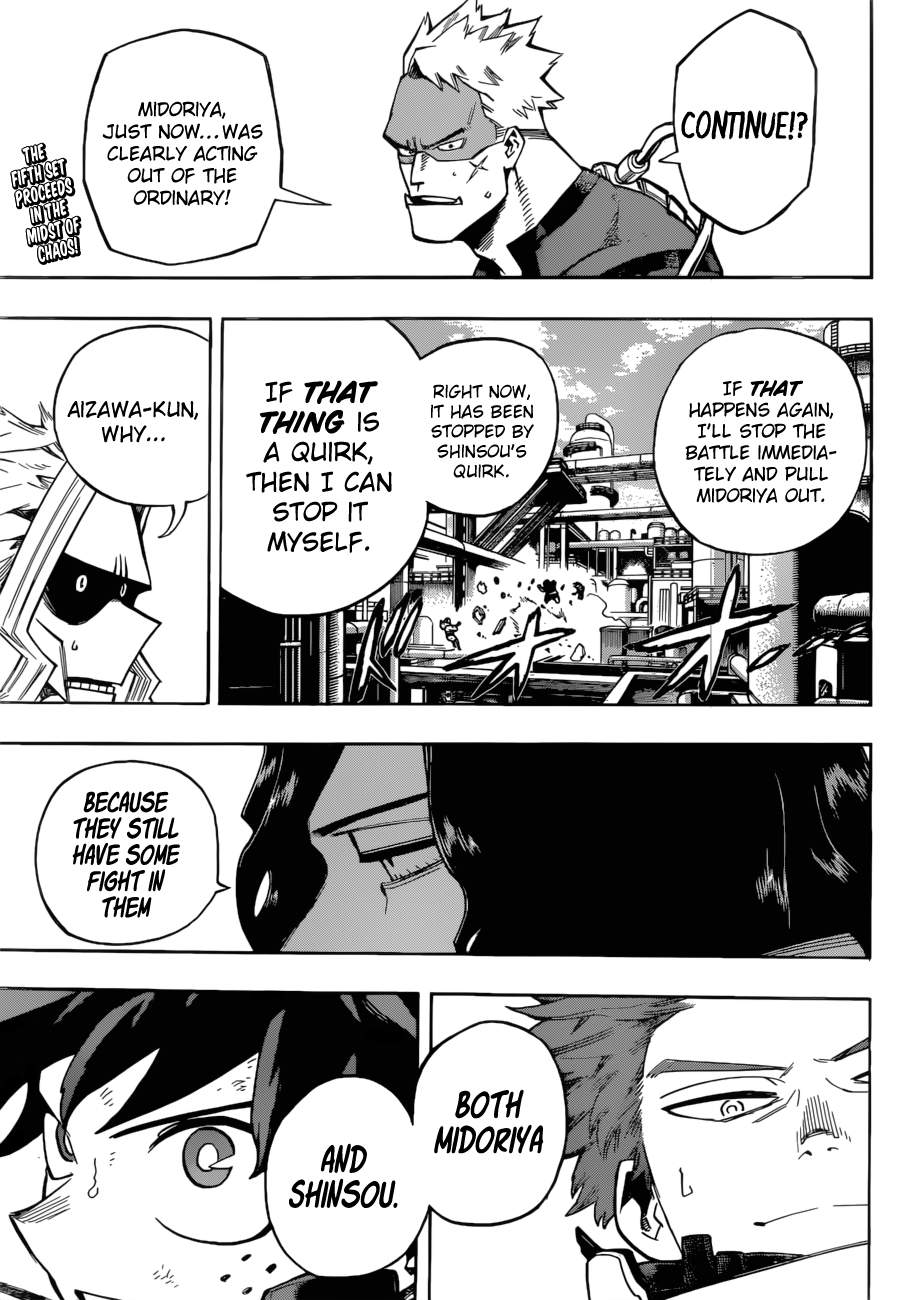 CONTINUE!?
MIDORIYA,
JUST NOW...WAS
CLEARLY ACTING
OUT OF THE
ORDINARY!
THE
FIFTH SET
PROCEEDS
IN THE
MIDST OF
CHAOS!
IF THAT
HAPPENS AGAIN,
I'LL STOP THE
BATTLE IMMEDIA-
TELY AND PULL
MIDORIYA OUT.
RIGHT NOW,
IT HAS BEEN
STOPPED BY
SHINSOU'S
QUIRK.
IF THAT
THING IS
A QUIRK,
THEN I CAN
STOP IT
MYSELF.
AIZAWA-KUN,
WHY...
BECAUSE
THEY STILL
HAVE SOME
FIGHT IN
THEM
BOTH
MIDORIYA
AND
SHINSOU.